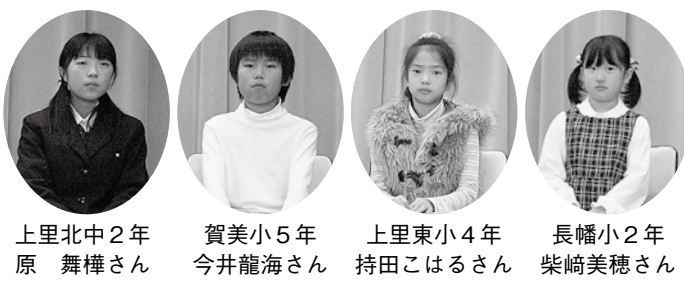 上里北中２年
原　舞樺さん
賀美小５年
今井龍海さん
上里東小４年
持田こはるさん
長幡小２年
柴﨑美穂さん